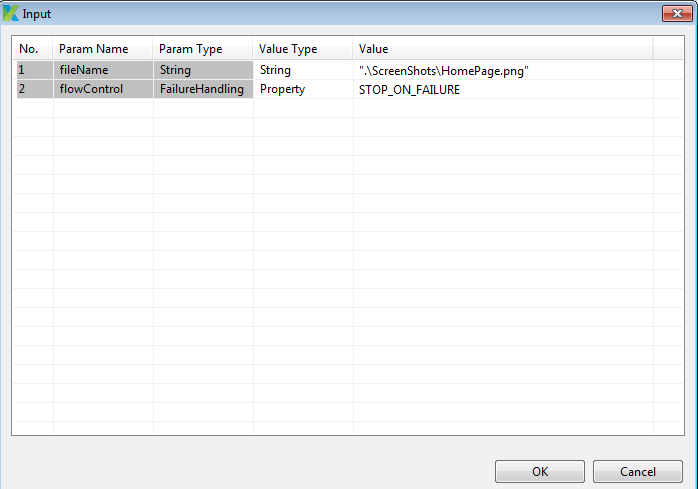 Input
No. Param Name Param Type Value Type Value
1 fileName String String ".\ScreenShots\HomePage.png"
2 flowControl FailureHandling Property STOP_ON_FAILURE
OK Cancel